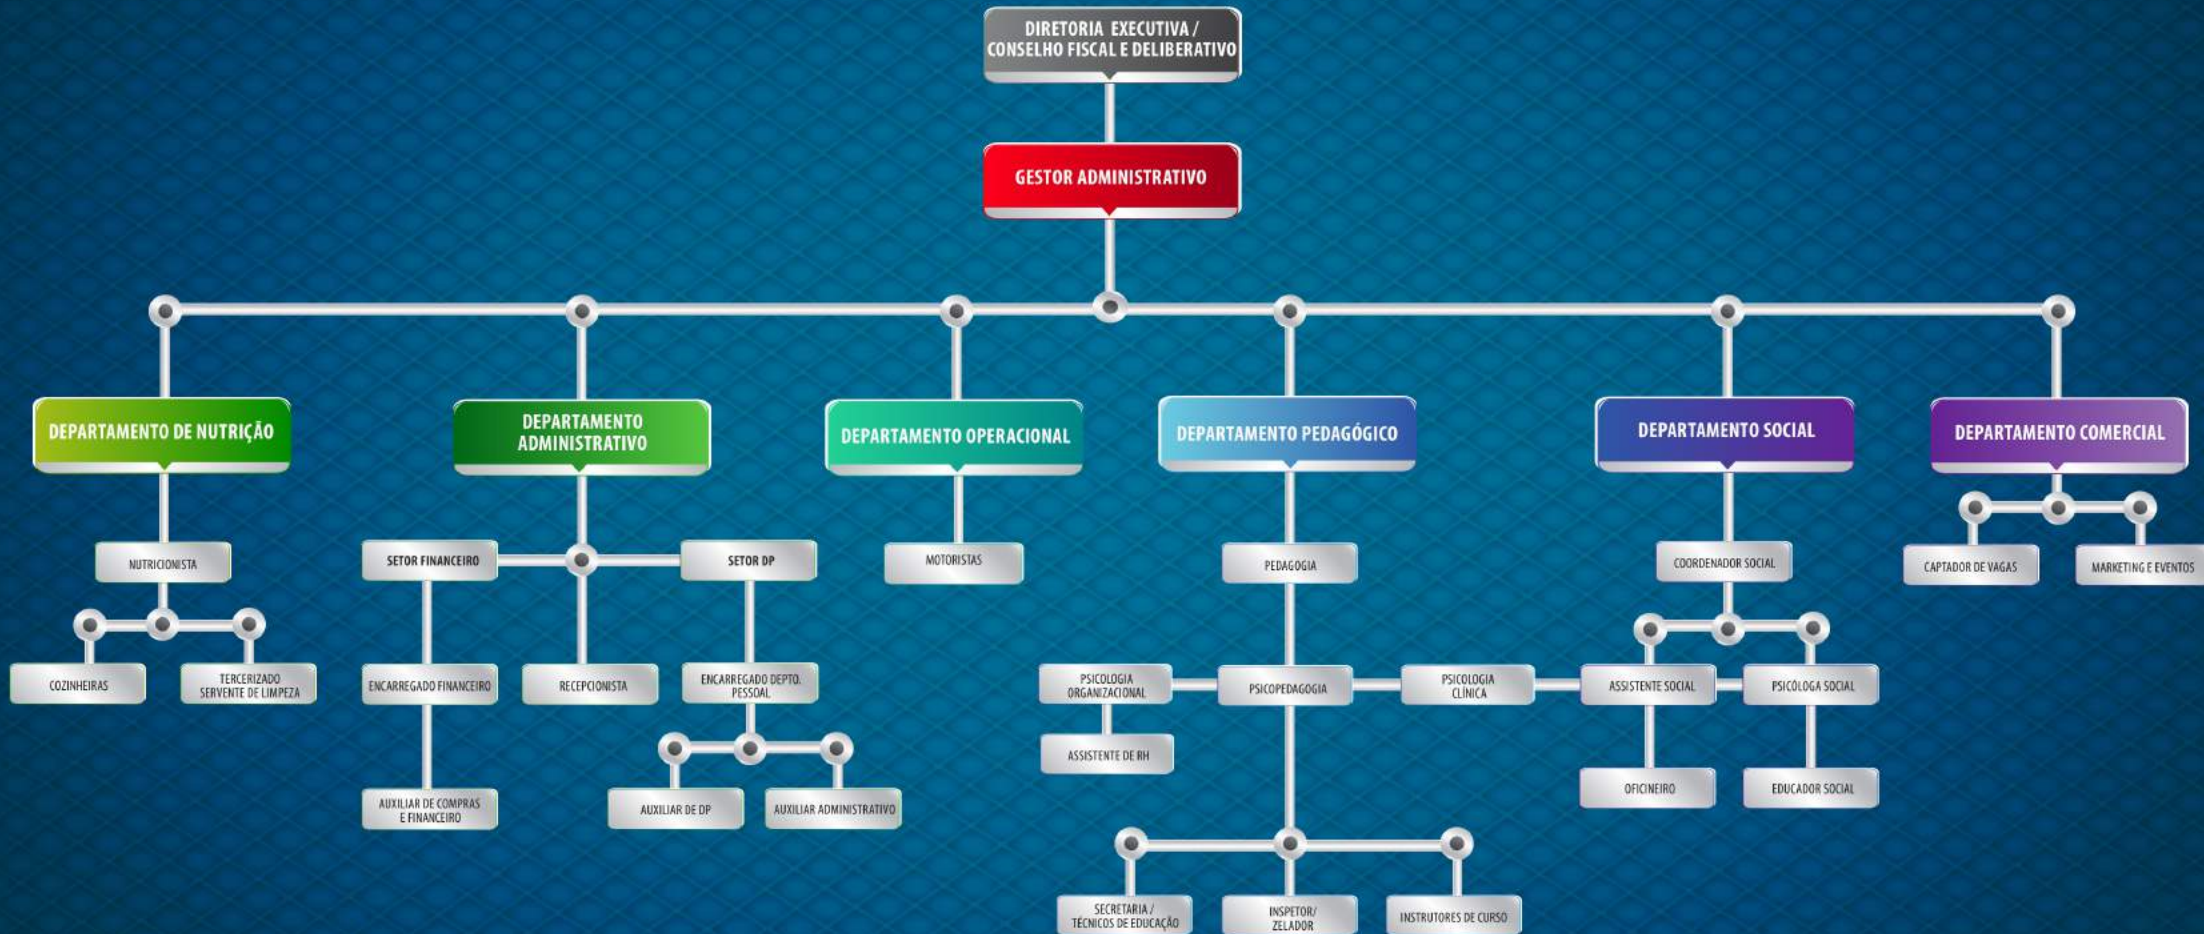 DIRETORIA EXECUTIVA /
CONSELHO FISCAL E DELIBERATIVO
GESTOR ADMINISTRATIVO
DEPARTAMENTO DE NUTRIÇÃO
DEPARTAMENTO
ADMINISTRATIVO
DEPARTAMENTO OPERACIONAL
DEPARTAMENTO PEDAGÓGICO
DEPARTAMENTO SOCIAL
DEPARTAMENTO COMERCIAL
NUTRICIONISTA
SETOR FINANCEIRO
SETOR DP
MOTORISTAS
PEDAGOGIA
COORDENADOR SOCIAL
CAPTADOR DE VAGAS
MARKETING E EVENTOS
COZINHEIRAS
TERCERIZADO
SERVENTE DE LIMPEZA
ENCARREGADO FINANCEIRO
RECEPCIONISTA
ENCARREGADO DEPTO.
PESSOAL
PSICOLOGIA
ORGANIZACIONAL
PSICOPEDAGOGIA
PSICOLOGIA
CLÍNICA
ASSISTENTE SOCIAL
PSICÓLOGA SOCIAL
ASSISTENTE DE RH
AUXILIAR DE COMPRAS
E FINANCEIRO
AUXILIAR DE DP
AUXILIAR ADMINISTRATIVO
OFICINEIRO
EDUCADOR SOCIAL
SECRETARIA /
TÉCNICOS DE EDUCAÇÃO
INSPETOR/
ZELADOR
INSTRUTORES DE CURSO